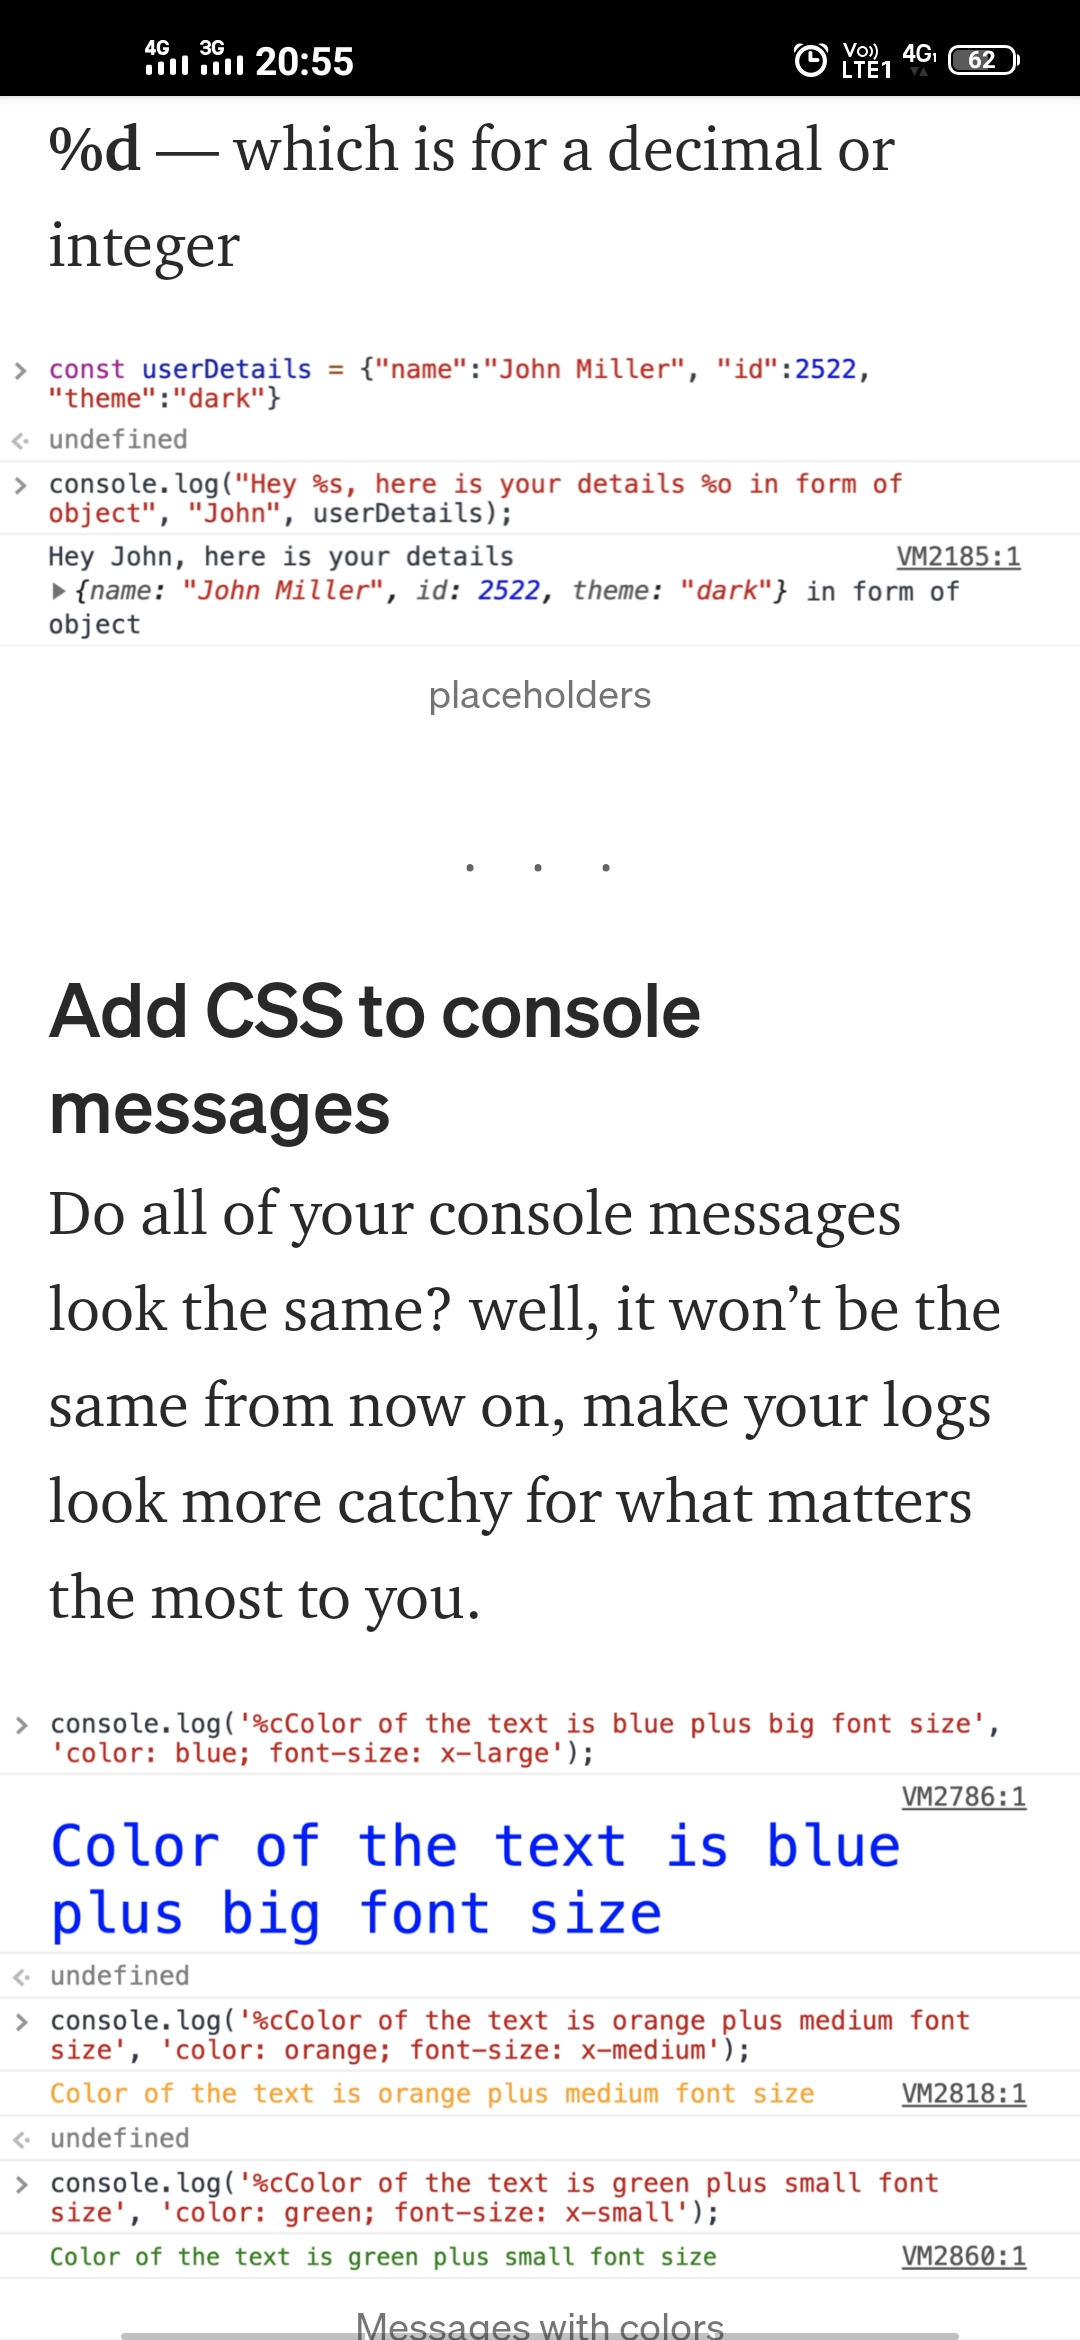 4G 3G 20:55 Vo)) LTE1 4G 62
%d — which is for a decimal or
integer
> const userDetails = {"name":"John Miller", "id":2522,
"theme":"dark"}
undefined
> console.log("Hey %s, here is your details %o in form of
object", "John", userDetails);
Hey John, here is your details VM2185:1
{name: "John Miller", id: 2522, theme: "dark"} in form of
object
placeholders
. . .
Add CSS to console
messages
Do all of your console messages
look the same? well, it won’t be the
same from now on, make your logs
look more catchy for what matters
the most to you.
> console.log('%cColor of the text is blue plus big font size',
'color: blue; font-size: x-large');
VM2786:1
Color of the text is blue
plus big font size
undefined
> console.log('%cColor of the text is orange plus medium font
size', 'color: orange; font-size: x-medium');
Color of the text is orange plus medium font size VM2818:1
undefined
> console.log('%cColor of the text is green plus small font
size', 'color: green; font-size: x-small');
Color of the text is green plus small font size VM2860:1
Messages with colors